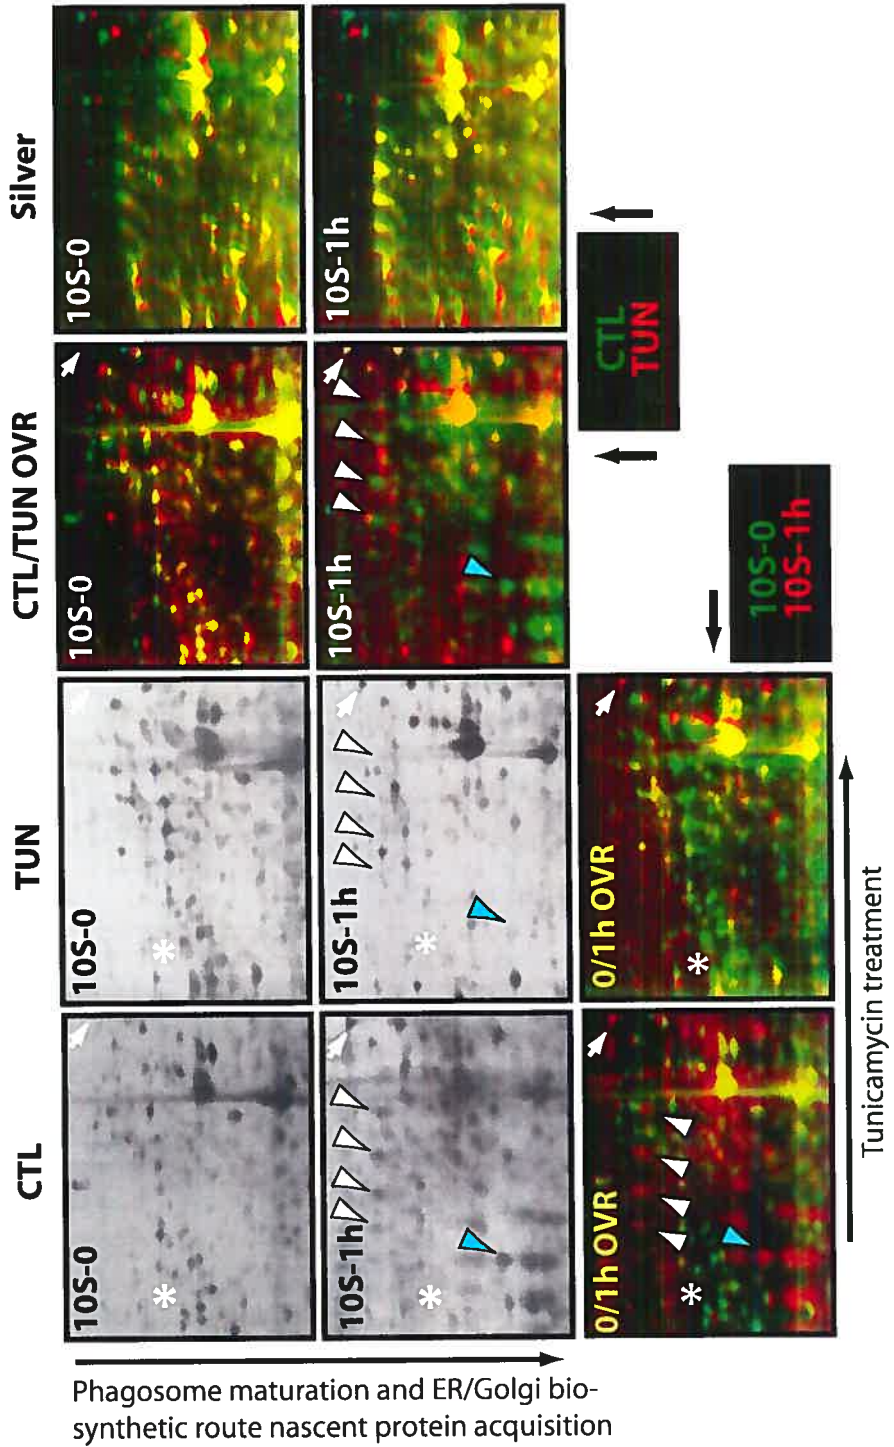 CTL
TUN
CTL/TUN OVR
Silver
10S-0
10S-0
10S-0
10S-0
10S-1h
10S-1h
10S-1h
10S-1h
0/1h OVR
0/1h OVR
10S-0
10S-1h
CTL
TUN
Tunicamycin treatment
Phagosome maturation and ER/Golgi bio-
synthetic route nascent protein acquisition